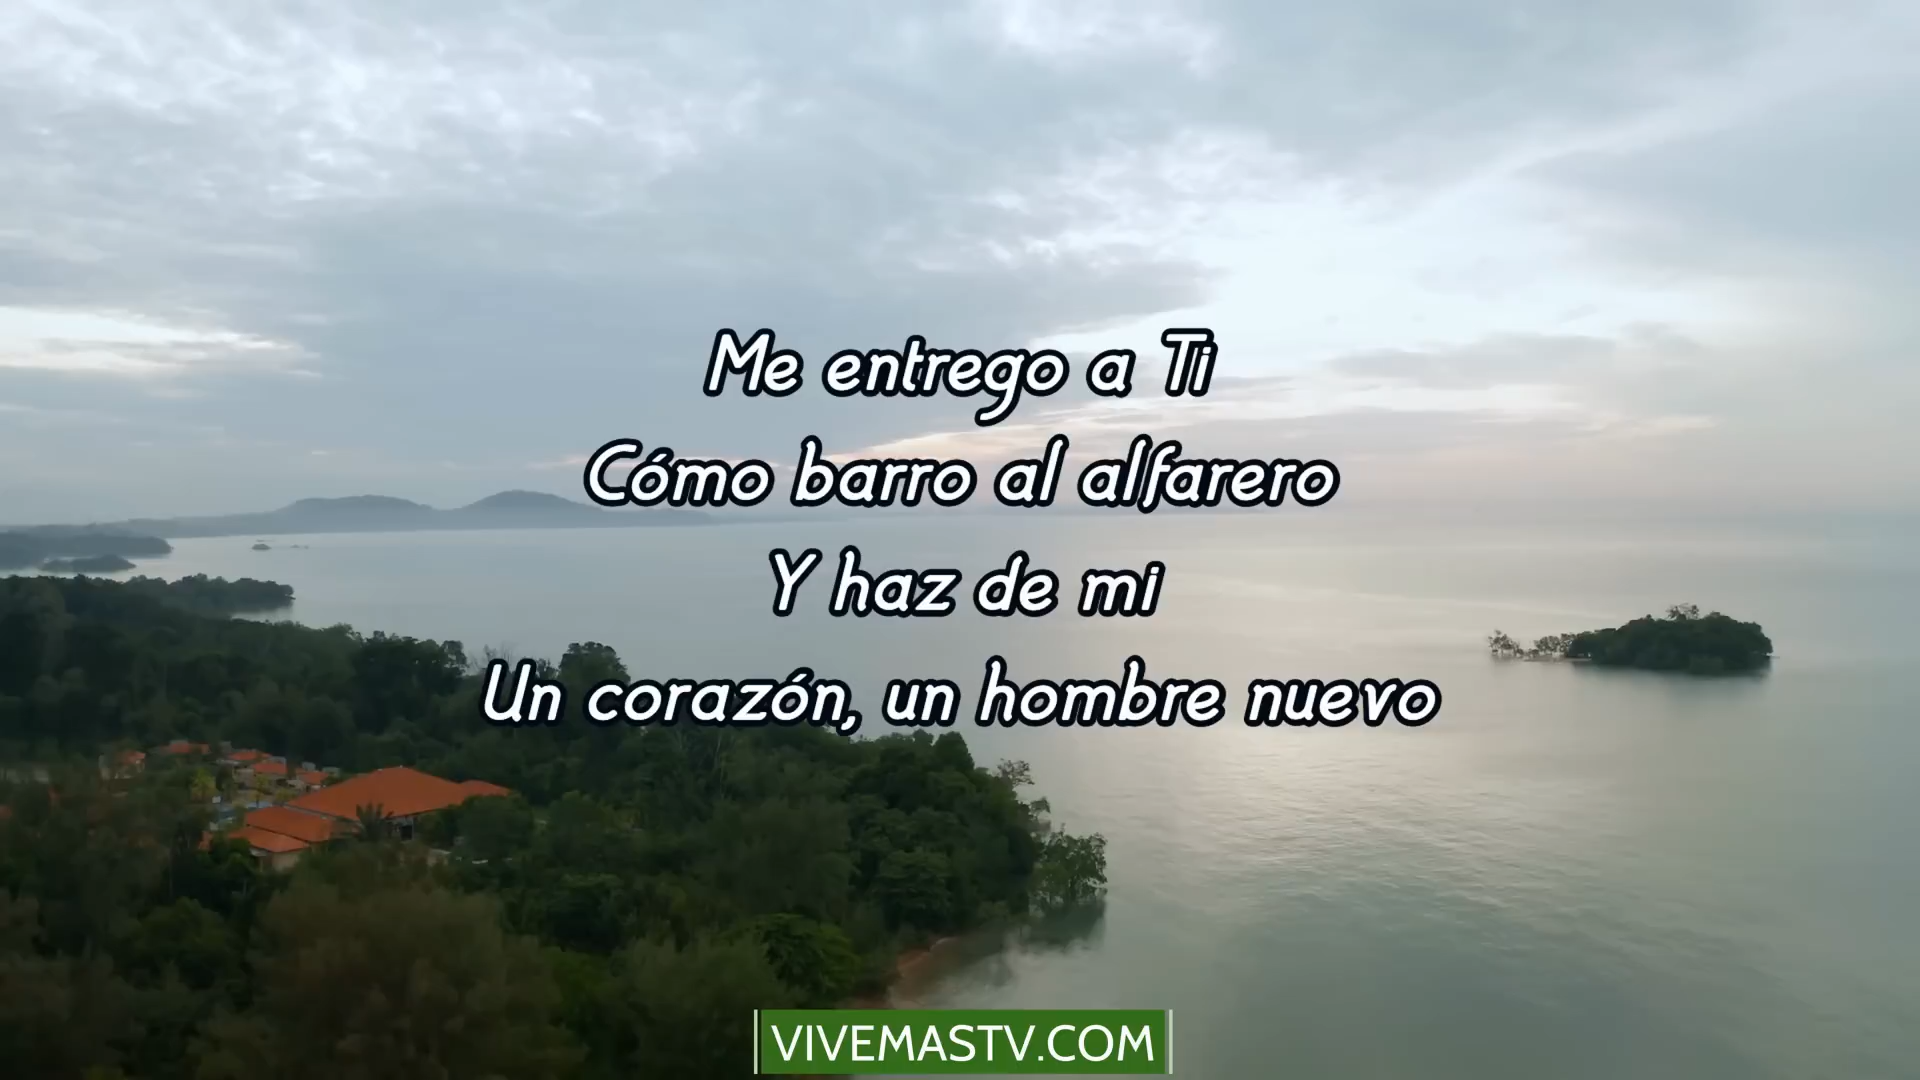 Me entrego a Ti
Cómo barro al alfarero
Y haz de mi
Un corazón, un hombre nuevo
VIVEMASTV.COM